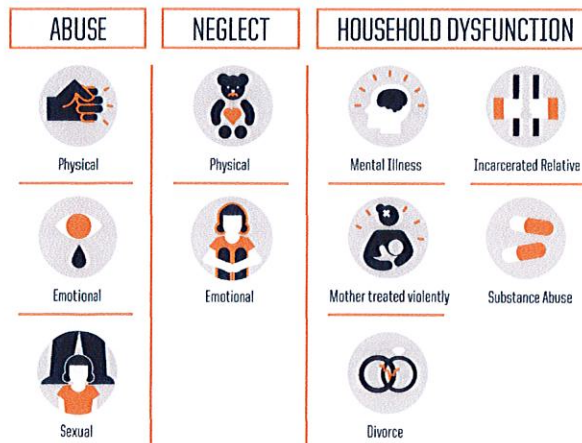 ABUSE
NEGLECT
HOUSEHOLD DYSFUNCTION
Physical
Physical
Mental Illness
Incarcerated Relative
Emotional
Emotional
Mother treated violently
Substance Abuse
Sexual
Divorce